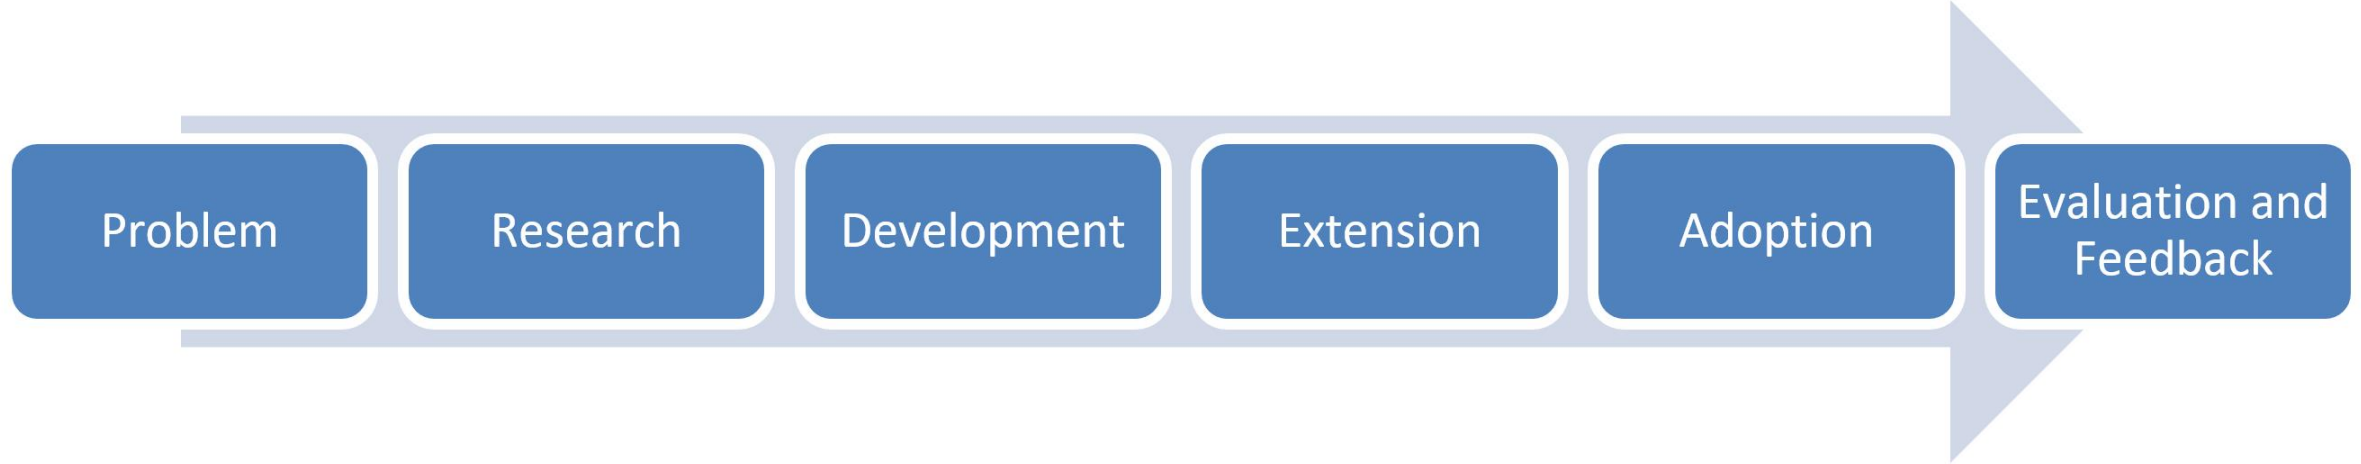 Problem
Research
Development
Extension
Adoption
Evaluation and
Feedback